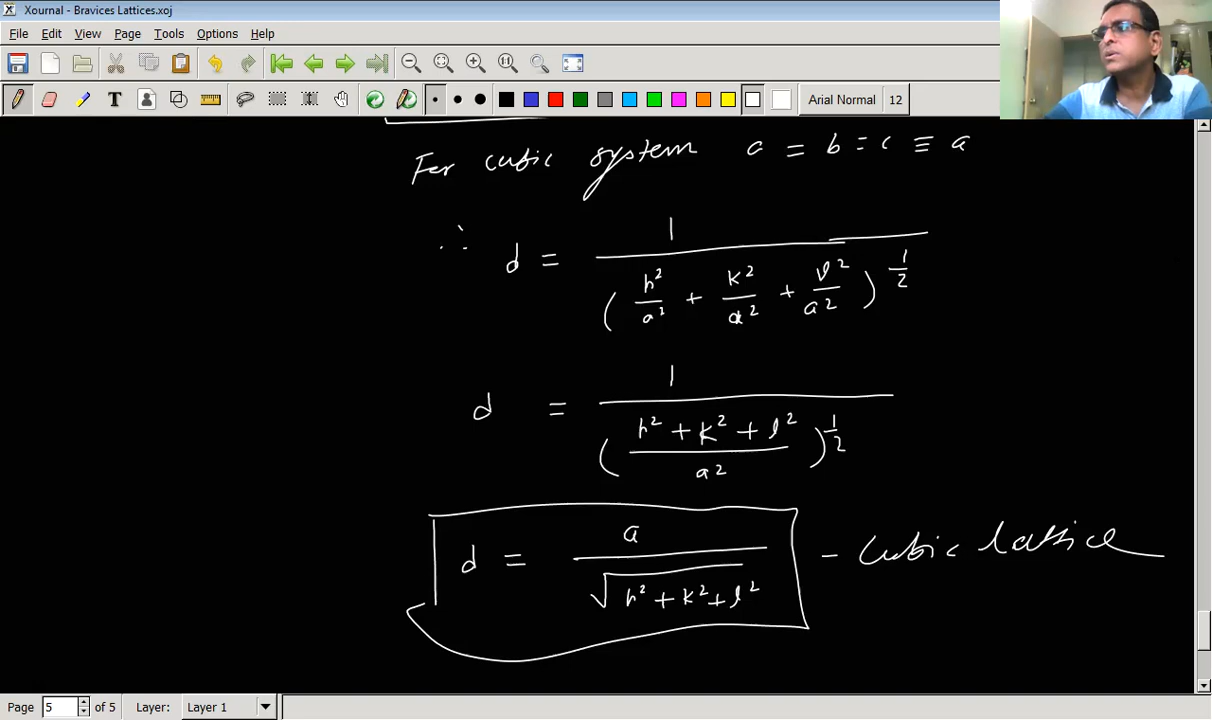 Xournal - Bravices Lattices.xoj
File Edit View Page Tools Options Help
Arial Normal 12
For cubic system a = b = c ≡ a
∴ d = 1 / (h²/a² + k²/a² + l²/a²)^1/2
d = 1 / ((h² + k² + l²)/a²)^1/2
d = a / √(h² + k² + l²) - cubic lattice
Page 5 of 5 Layer: Layer 1